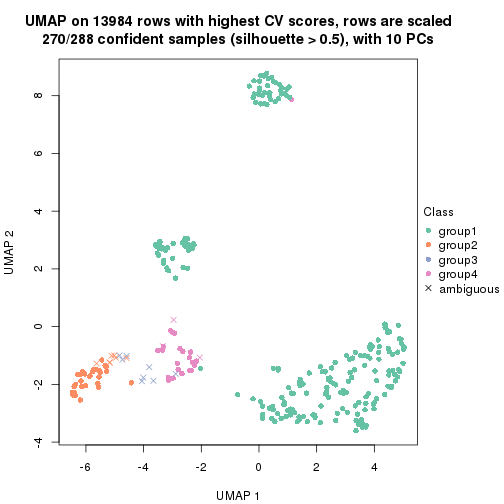 UMAP on 13984 rows with highest CV scores, rows are scaled
270/288 confident samples (silhouette > 0.5), with 10 PCs
8
6
4
2
0
-2
-4
UMAP 2
-6
-4
-2
0
2
4
UMAP 1
Class
group1
group2
group3
group4
ambiguous